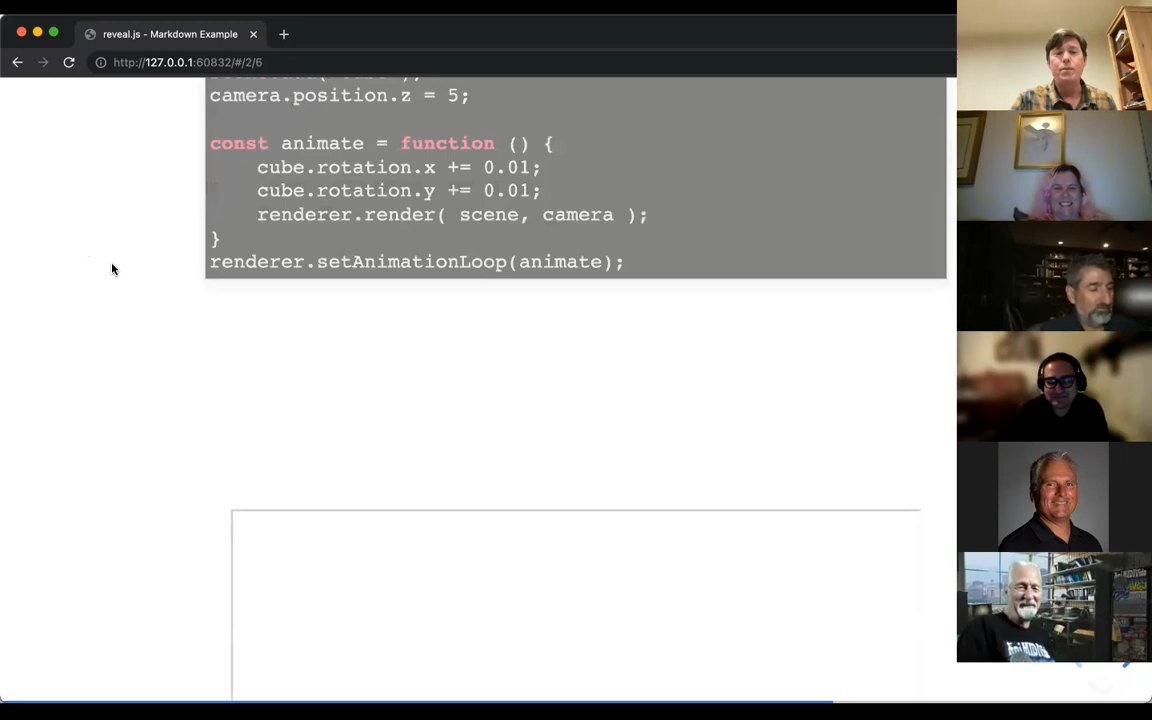 reveal.js - Markdown Example
http://127.0.0.1:60832/#/2/6
camera.position.z = 5;
const animate = function () {
cube.rotation.x += 0.01;
cube.rotation.y += 0.01;
renderer.render( scene, camera );
}
renderer.setAnimationLoop(animate);